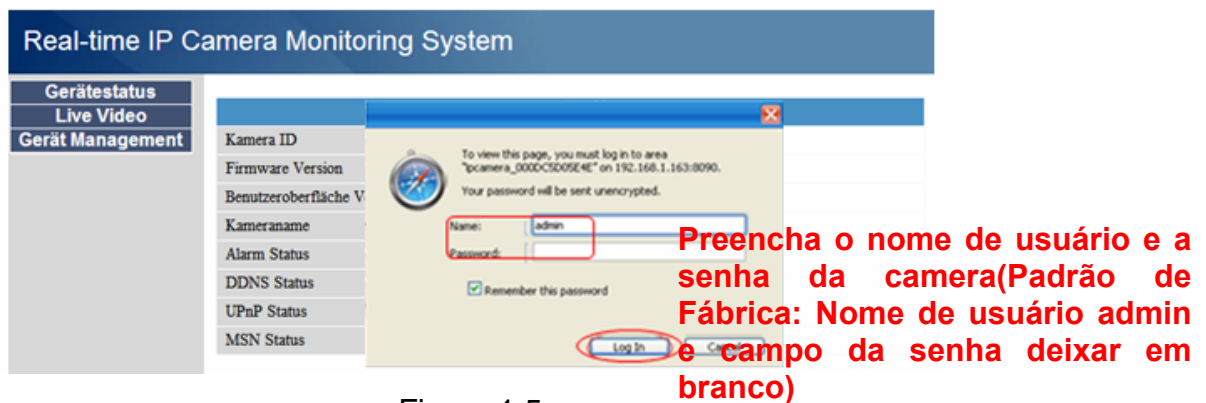 Real-time IP Camera Monitoring System
Gerätestatus
Live Video
Gerät Management
Kamera ID
Firmware Version
Benutzeroberfläche V
Kameraname
Alarm Status
DDNS Status
UPnP Status
MSN Status
To view this page, you must log in to area
"ipcamera_000DC5D05E4E" on 192.168.1.163:8090.
Your password will be sent unencrypted.
Name: admin
Password:
Remember this password
Log In
Preencha o nome de usuário e a
senha da camera(Padrão de
Fábrica: Nome de usuário admin
e campo da senha deixar em
branco)